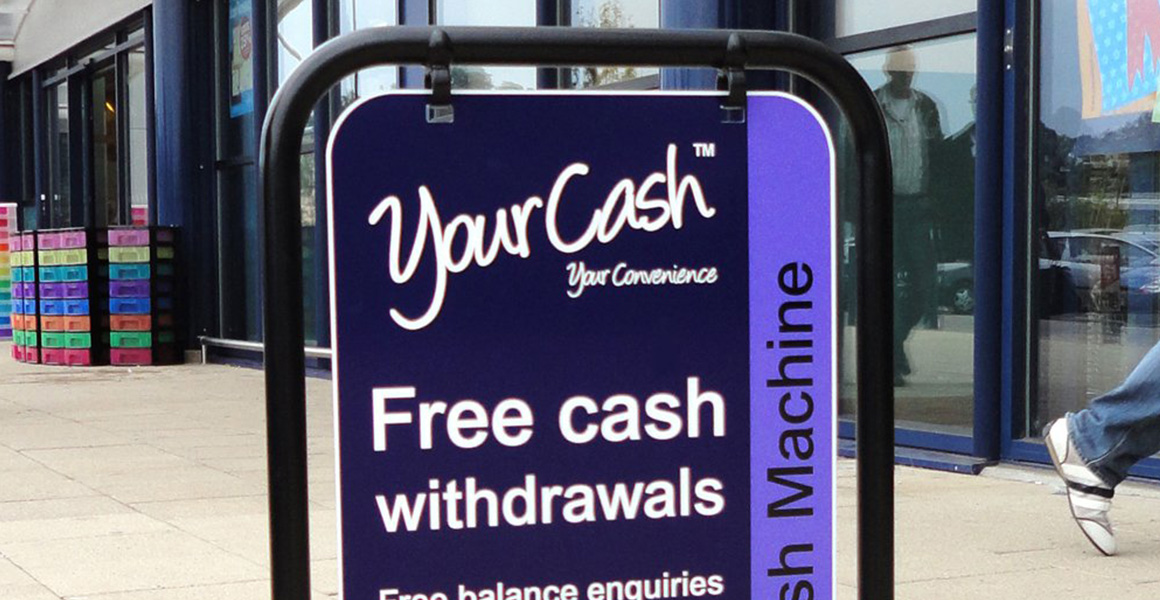 YourCash™
Your Convenience
Free cash
withdrawals
Free balance enquiries
sh Machine